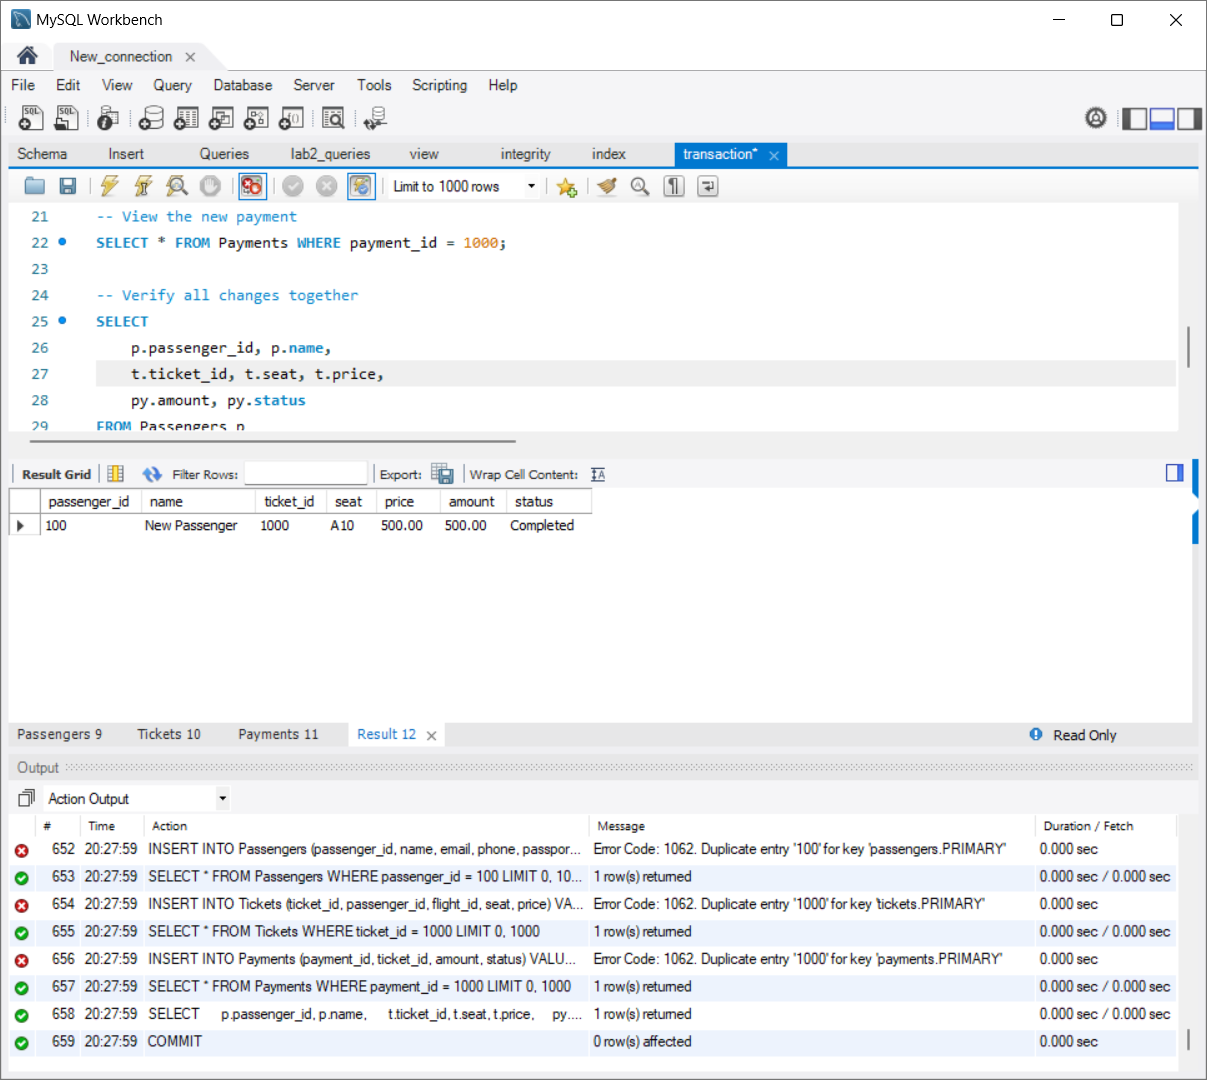 MySQL Workbench
New_connection
File Edit View Query Database Server Tools Scripting Help
Schema Insert Queries lab2_queries view integrity index transaction*
Limit to 1000 rows
21 -- View the new payment
22 SELECT * FROM Payments WHERE payment_id = 1000;
23
24 -- Verify all changes together
25 SELECT
26 p.passenger_id, p.name,
27 t.ticket_id, t.seat, t.price,
28 py.amount, py.status
29 FROM Passengers p
Result Grid Filter Rows: Export: Wrap Cell Content:
passenger_id name ticket_id seat price amount status
100 New Passenger 1000 A10 500.00 500.00 Completed
Passengers 9 Tickets 10 Payments 11 Result 12 Read Only
Output
Action Output
# Time Action Message Duration / Fetch
652 20:27:59 INSERT INTO Passengers (passenger_id, name, email, phone, passpor... Error Code: 1062. Duplicate entry '100' for key 'passengers.PRIMARY' 0.000 sec
653 20:27:59 SELECT * FROM Passengers WHERE passenger_id = 100 LIMIT 0, 10... 1 row(s) returned 0.000 sec / 0.000 sec
654 20:27:59 INSERT INTO Tickets (ticket_id, passenger_id, flight_id, seat, price) VA... Error Code: 1062. Duplicate entry '1000' for key 'tickets.PRIMARY' 0.000 sec
655 20:27:59 SELECT * FROM Tickets WHERE ticket_id = 1000 LIMIT 0, 1000 1 row(s) returned 0.000 sec / 0.000 sec
656 20:27:59 INSERT INTO Payments (payment_id, ticket_id, amount, status) VALU... Error Code: 1062. Duplicate entry '1000' for key 'payments.PRIMARY' 0.000 sec
657 20:27:59 SELECT * FROM Payments WHERE payment_id = 1000 LIMIT 0, 1000 1 row(s) returned 0.000 sec / 0.000 sec
658 20:27:59 SELECT p.passenger_id, p.name, t.ticket_id, t.seat, t.price, py.... 1 row(s) returned 0.000 sec / 0.000 sec
659 20:27:59 COMMIT 0 row(s) affected 0.000 sec